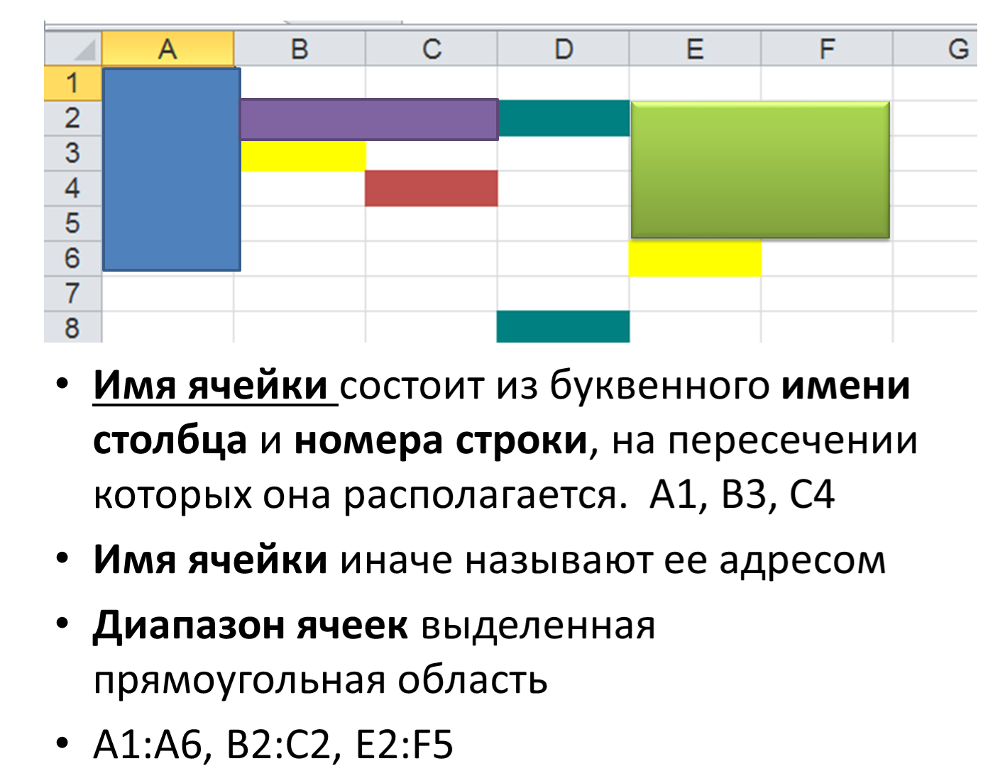 A B C D E F G
1
2
3
4
5
6
7
8
• Имя ячейки состоит из буквенного имени
столбца и номера строки, на пересечении
которых она располагается.  A1, B3, C4
• Имя ячейки иначе называют ее адресом
• Диапазон ячеек выделенная
прямоугольная область
• A1:A6, B2:C2, E2:F5